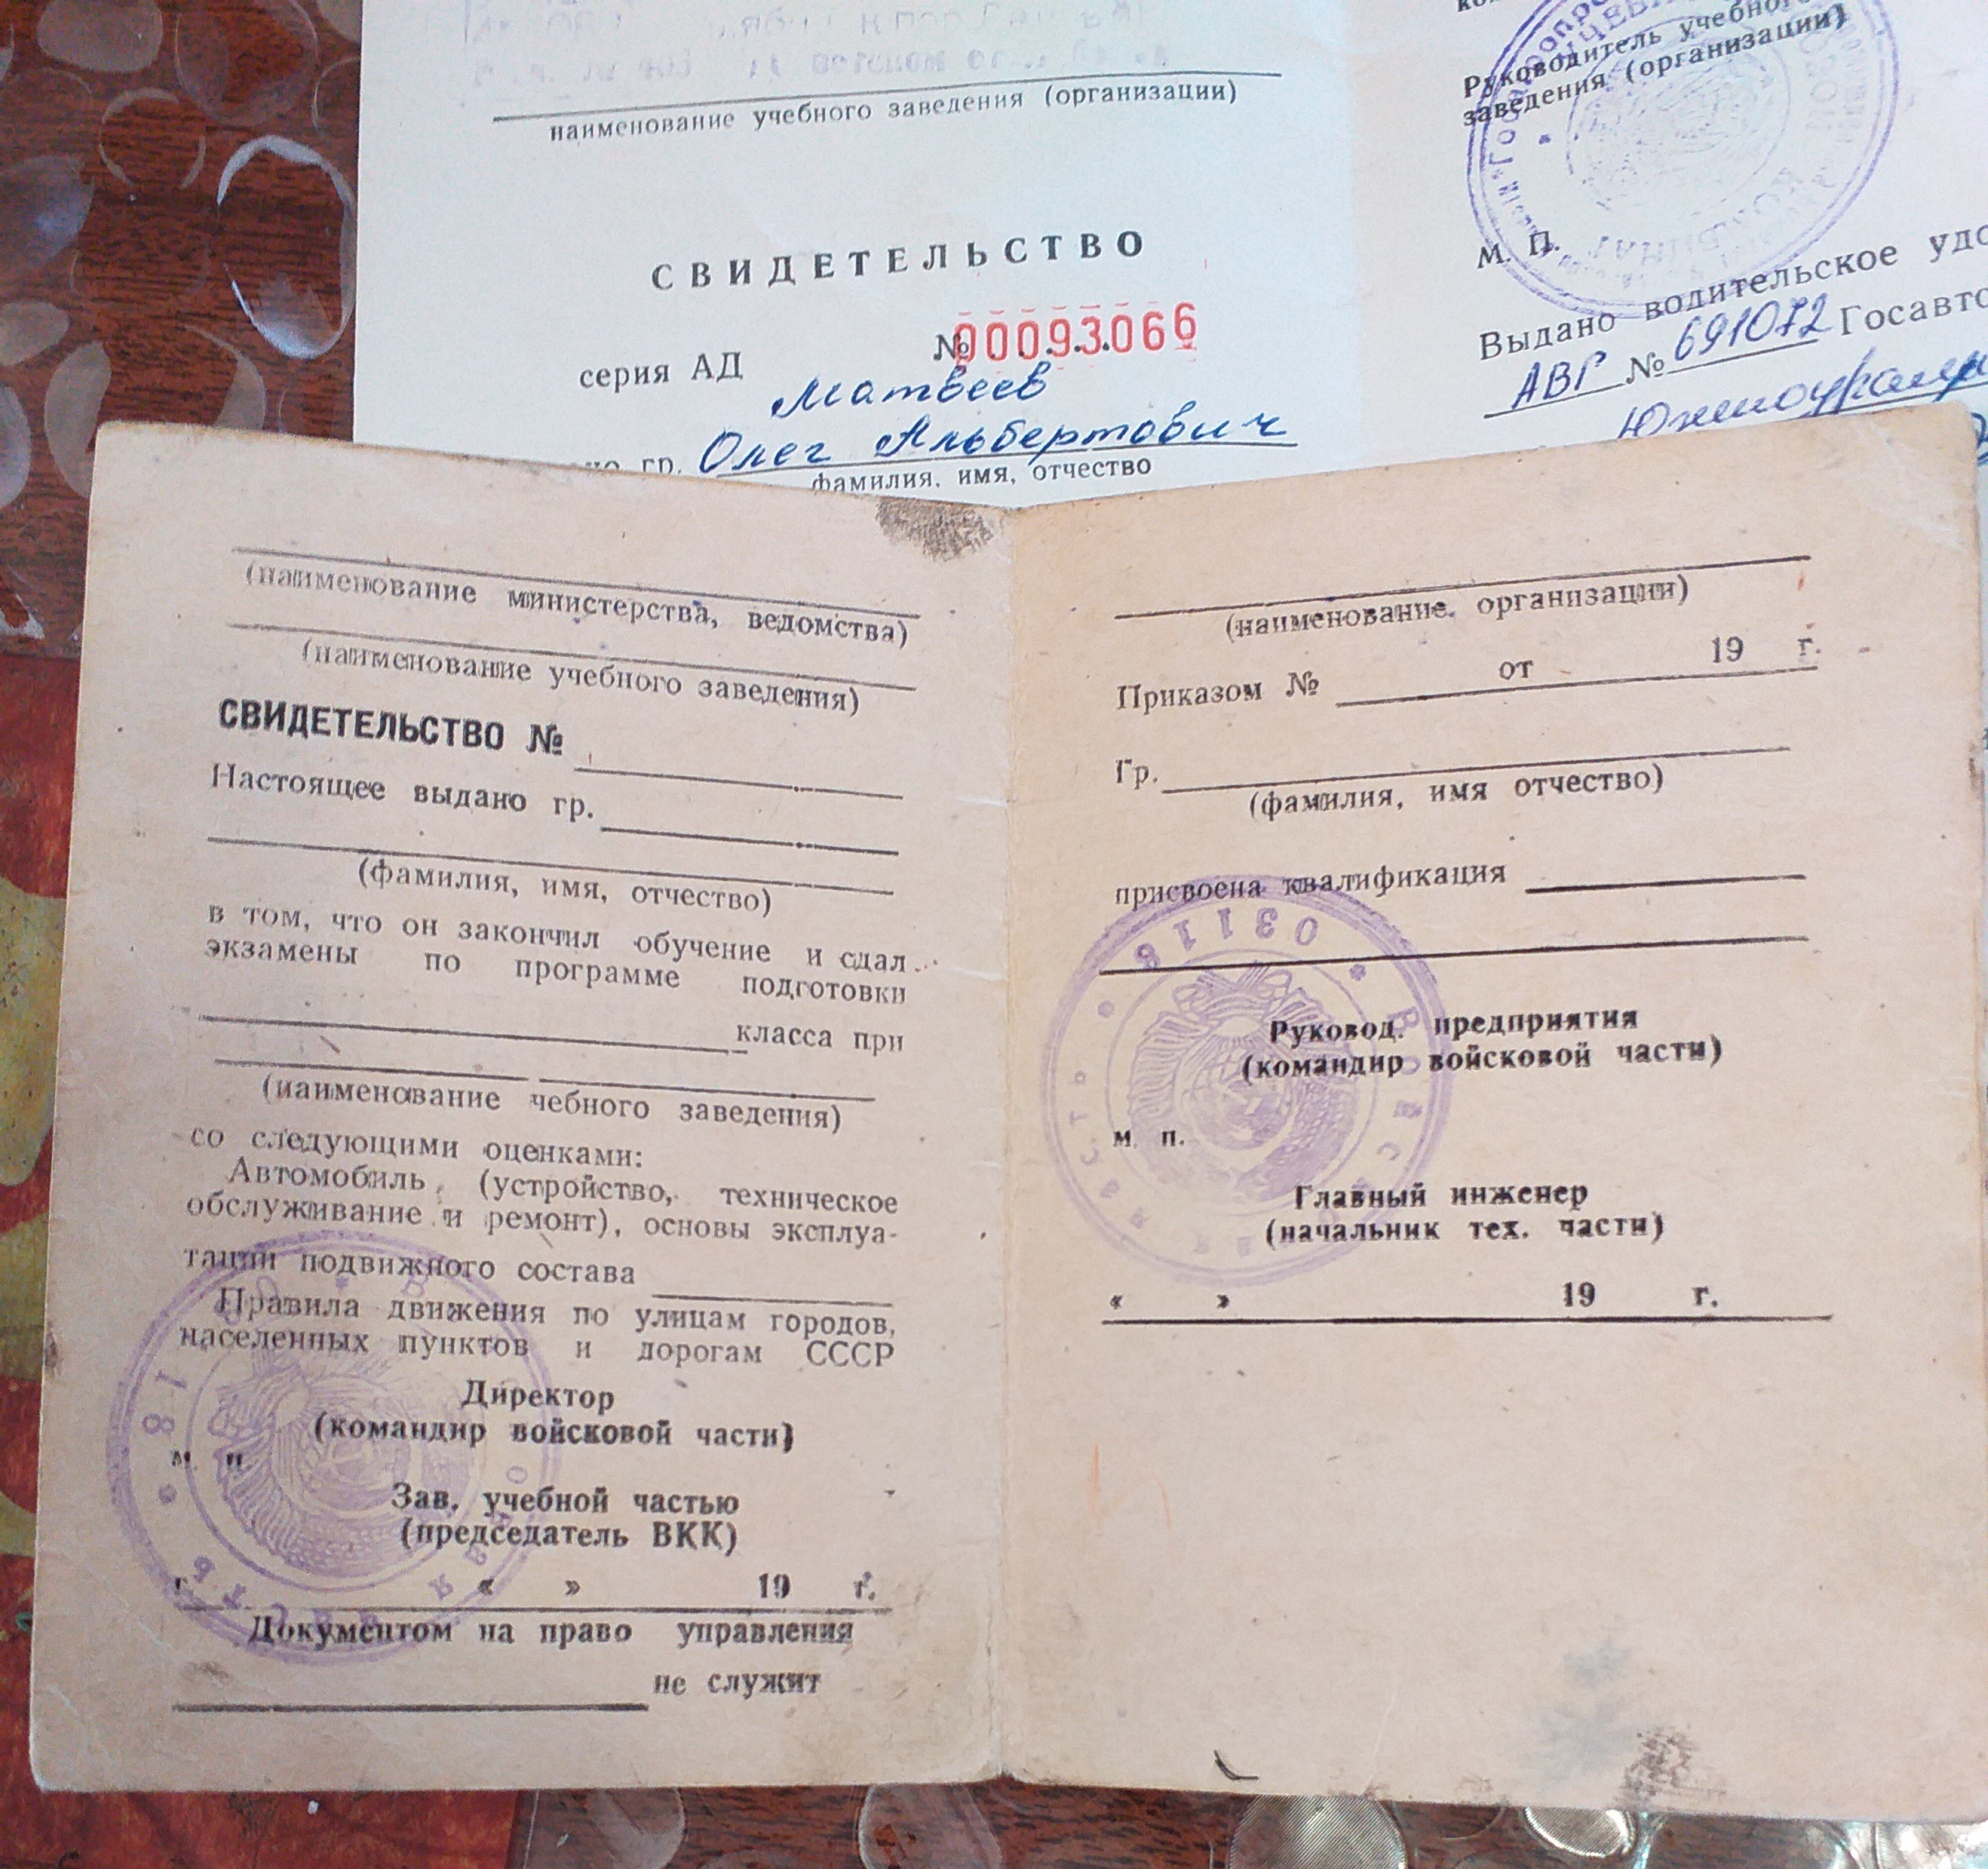 наименование учебного заведения (организации)
СВИДЕТЕЛЬСТВО
серия АД № 00093066
Матвеев
гр. Олег Альбертович
фамилия, имя, отчество
Руководитель учебного
заведения (организации)
М. П.
Выдано водительское удо
АВГ № 691072 Госавто
(наименование министерства, ведомства)
(наименование учебного заведения)
СВИДЕТЕЛЬСТВО №
Настоящее выдано гр.
(фамилия, имя, отчество)
в том, что он закончил обучение и сдал
экзамены по программе подготовки
класса при
(наименование чебного заведения)
со следующими оценками:
Автомобиль (устройство, техническое
обслуживание и ремонт), основы эксплуа-
тации подвижного состава
Правила движения по улицам городов,
населенных пунктов и дорогам СССР
Директор
(командир войсковой части)
м. п.
Зав. учебной частью
(председатель ВКК)
г. « » 19 г.
Документом на право управления
не служит
(наименование организации)
Приказом № от 19 г.
Гр.
(фамилия, имя отчество)
присвоена квалификация
03116
Руковод. предприятия
(командир войсковой части)
м. п.
Главный инженер
(начальник тех. части)
« » 19 г.